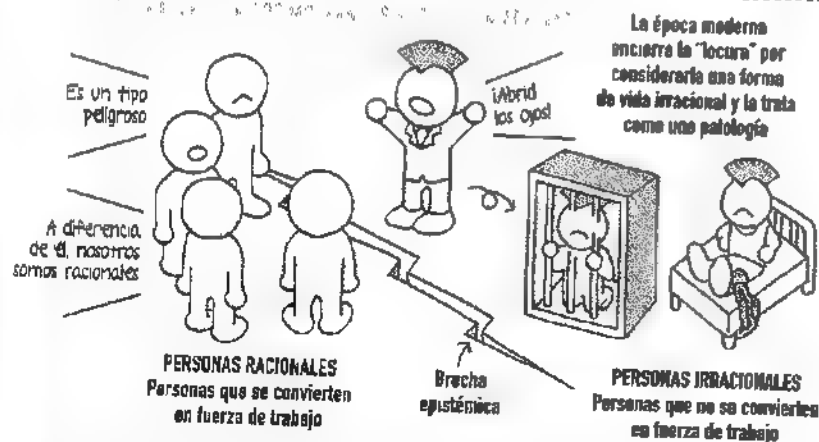 Es un tipo
peligroso
A diferencia
de él, nosotros
somos racionales
¡Abrid
los ojos!
La época moderna
encierra la "locura" por
considerarla una forma
de vida irracional y la trata
como una patología
PERSONAS RACIONALES
Personas que se convierten
en fuerza de trabajo
Brecha
epistémica
PERSONAS IRRACIONALES
Personas que no se convierten
en fuerza de trabajo